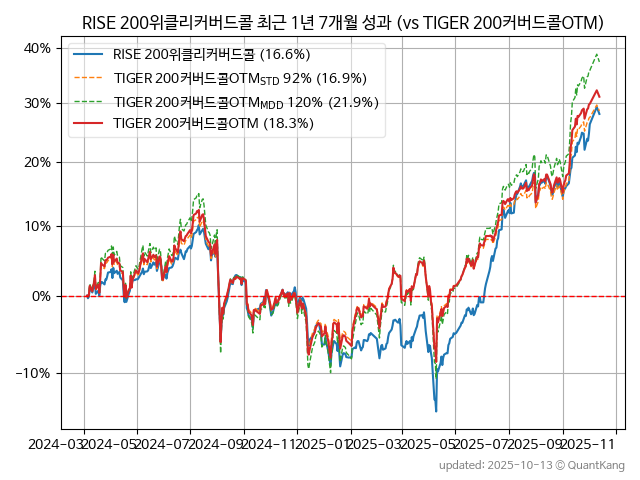 RISE 200위클리커버드콜 최근 1년 7개월 성과 (vs TIGER 200커버드콜OTM)
RISE 200위클리커버드콜 (16.6%)
TIGER 200커버드콜OTM STD 92% (16.9%)
TIGER 200커버드콜OTM MDD 120% (21.9%)
TIGER 200커버드콜OTM (18.3%)
40%
30%
20%
10%
0%
−10%
2024-03 2024-05 2024-07 2024-09 2024-11 2025-01 2025-03 2025-05 2025-07 2025-09 2025-11
updated: 2025-10-13 © QuantKang